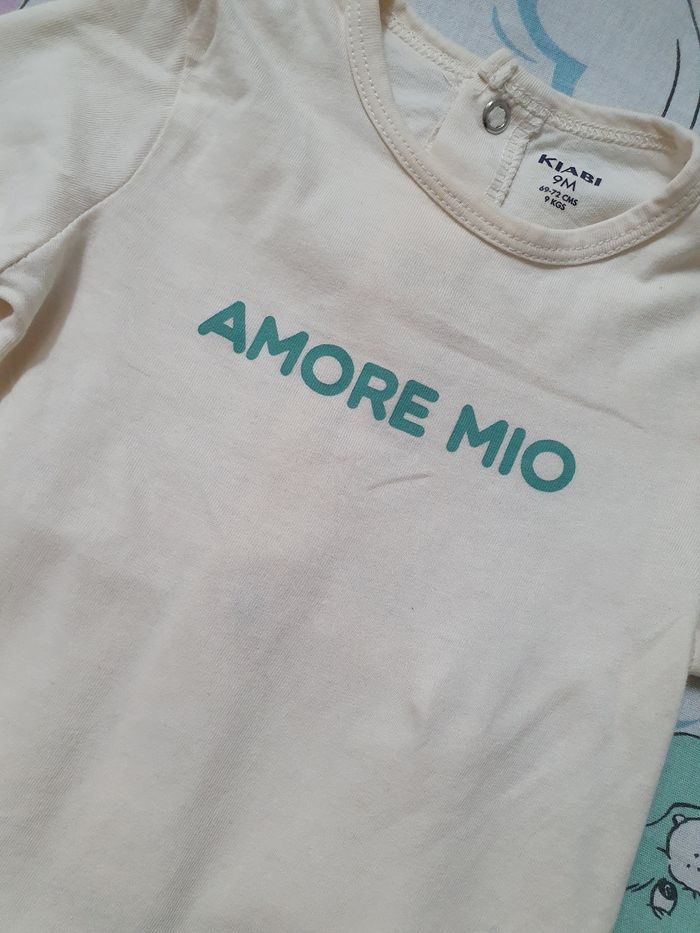 KIABI
9M
69-72 CMS
9 KGS
AMORE MIO